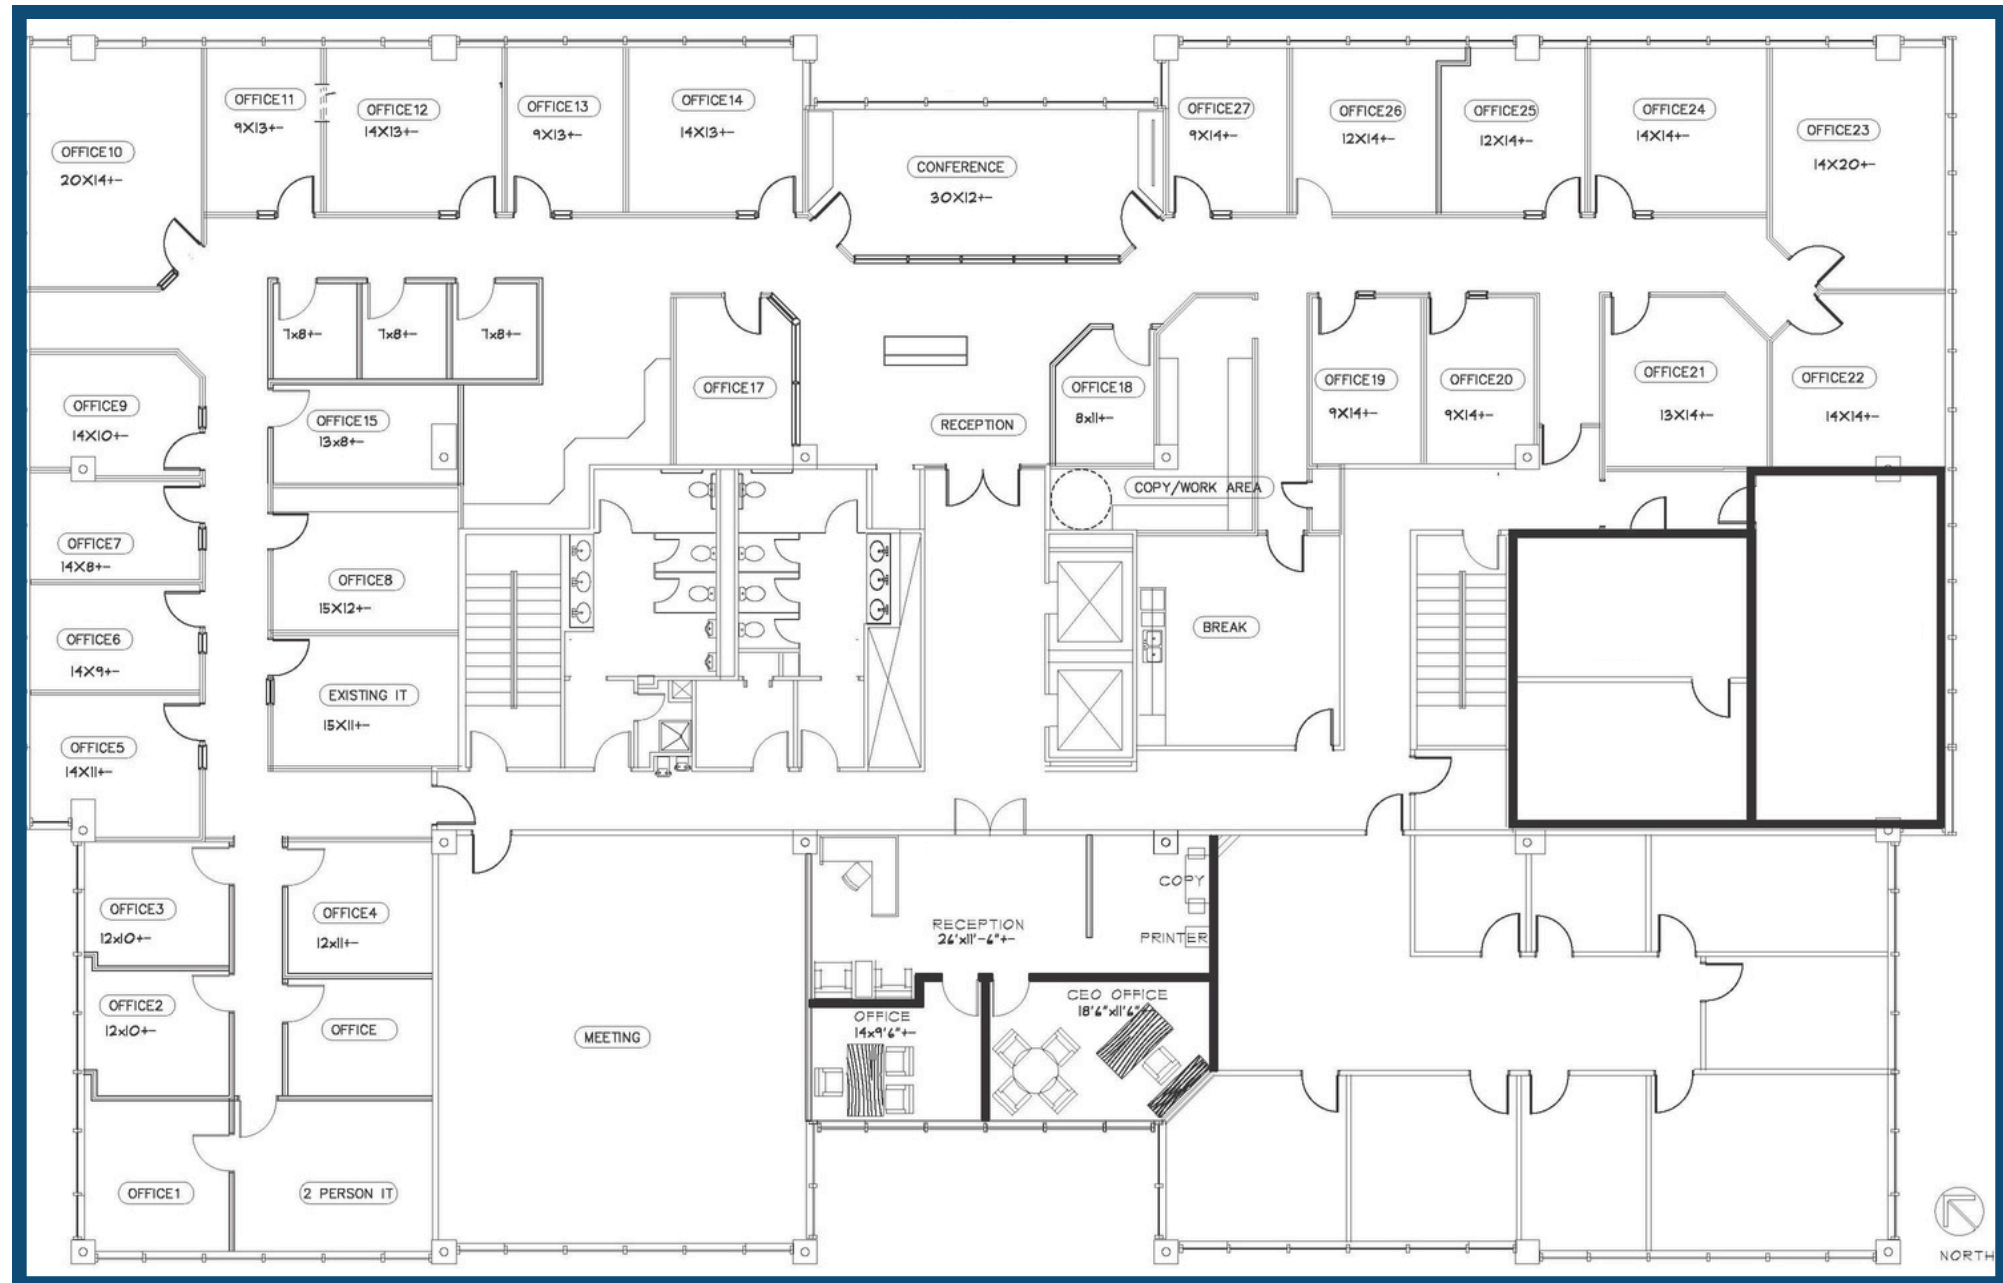 OFFICE10
20X14+-
OFFICE11
9X13+-
OFFICE12
14X13+-
OFFICE13
9X13+-
OFFICE14
14X13+-
CONFERENCE
30X12+-
OFFICE27
9X14+-
OFFICE26
12X14+-
OFFICE25
12X14+-
OFFICE24
14X14+-
OFFICE23
14X20+-
7x8+-
7x8+-
7x8+-
OFFICE9
14X10+-
OFFICE15
13x8+-
OFFICE17
RECEPTION
OFFICE18
8x11+-
OFFICE19
9X14+-
OFFICE20
9X14+-
OFFICE21
13X14+-
OFFICE22
14X14+-
COPY/WORK AREA
OFFICE7
14X8+-
OFFICE8
15X12+-
OFFICE6
14X9+-
BREAK
EXISTING IT
15X11+-
OFFICE5
14X11+-
OFFICE3
12x10+-
OFFICE4
12x11+-
OFFICE2
12x10+-
OFFICE
MEETING
OFFICE1
2 PERSON IT
COPY
RECEPTION
26'x11'-6"+-
PRINTER
OFFICE
14x9'6"+-
CEO OFFICE
18'6"x11'6"+-
NORTH